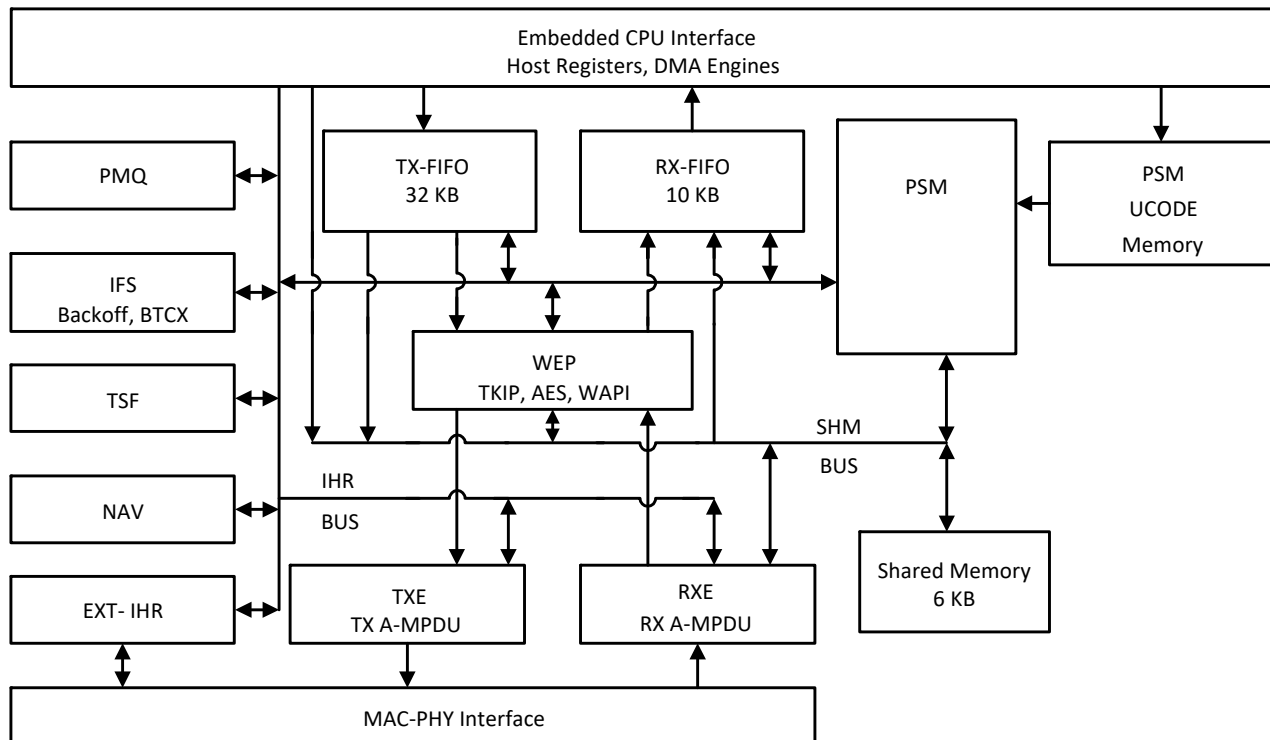 Embedded CPU Interface
Host Registers, DMA Engines
PMQ
TX-FIFO
32 KB
RX-FIFO
10 KB
PSM
PSM
UCODE
Memory
IFS
Backoff, BTCX
WEP
TKIP, AES, WAPI
TSF
SHM
BUS
IHR
BUS
NAV
EXT- IHR
TXE
TX A-MPDU
RXE
RX A-MPDU
Shared Memory
6 KB
MAC-PHY Interface